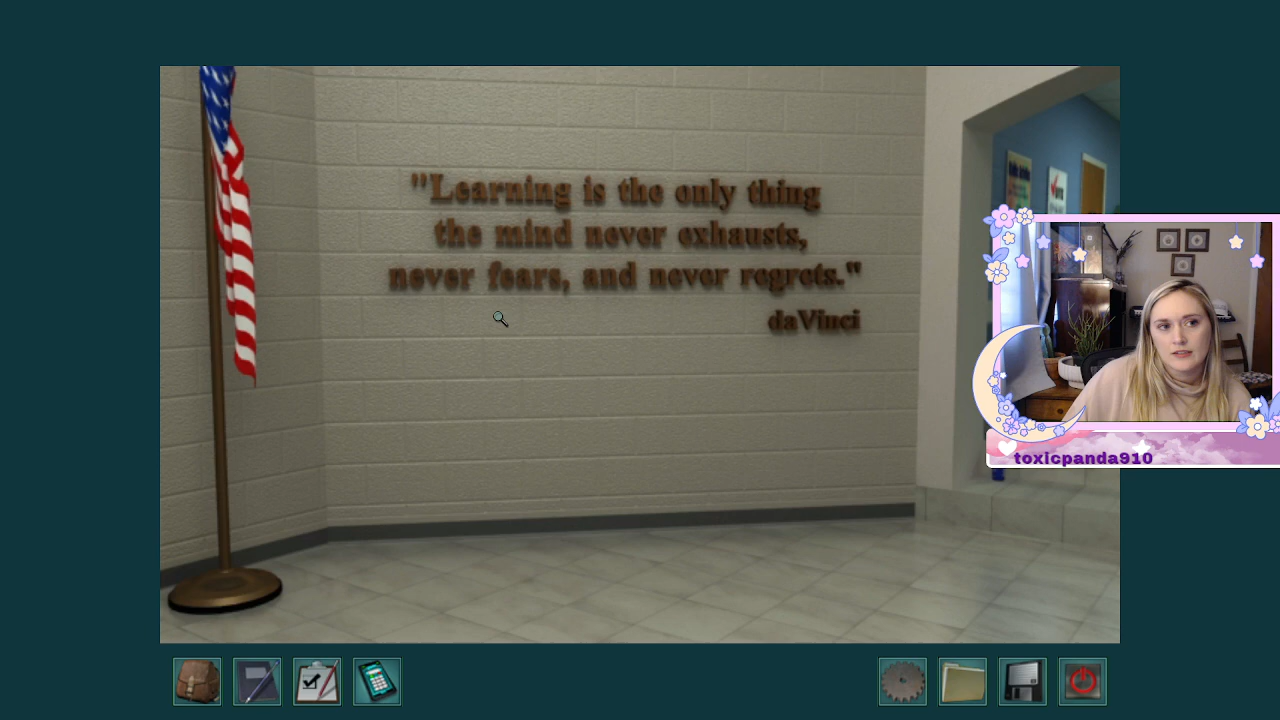 "Learning is the only thing
the mind never exhausts,
never fears, and never regrets."
daVinci
toxicpanda910